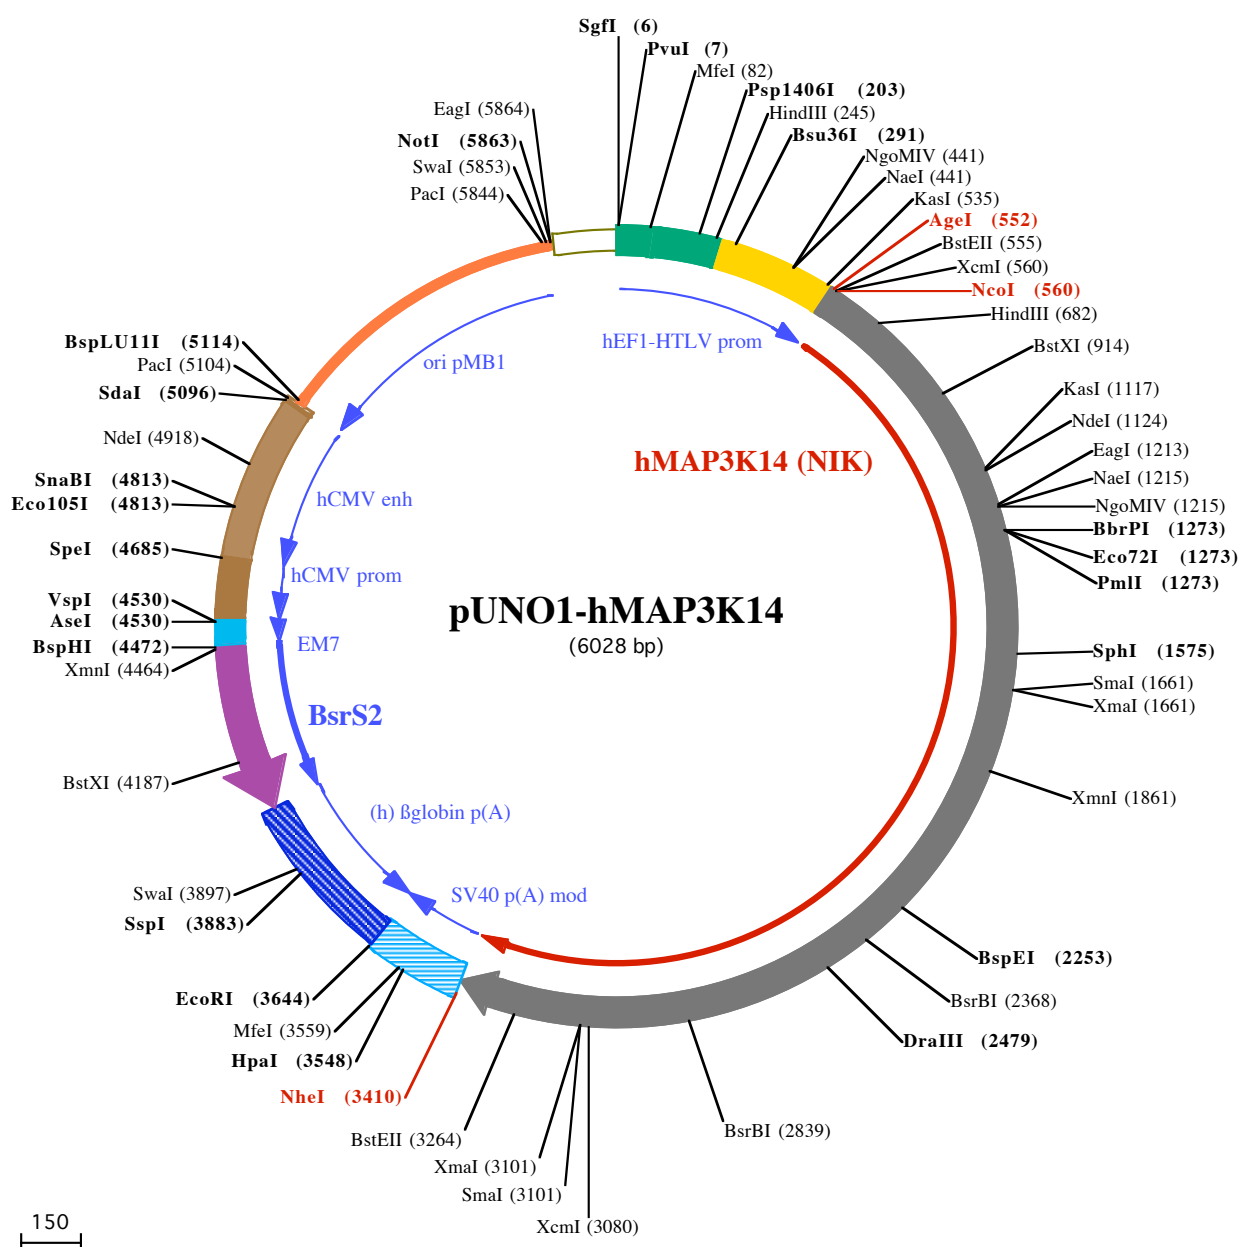 SgfI (6)
PvuI (7)
MfeI (82)
Psp1406I (203)
HindIII (245)
Bsu36I (291)
NgoMIV (441)
NaeI (441)
KasI (535)
AgeI (552)
BstEII (555)
XcmI (560)
NcoI (560)
HindIII (682)
BstXI (914)
KasI (1117)
NdeI (1124)
EagI (1213)
NaeI (1215)
NgoMIV (1215)
BbrPI (1273)
Eco72I (1273)
PmlI (1273)
SphI (1575)
SmaI (1661)
XmaI (1661)
XmnI (1861)
BspEI (2253)
BsrBI (2368)
DraIII (2479)
BsrBI (2839)
XcmI (3080)
SmaI (3101)
XmaI (3101)
BstEII (3264)
NheI (3410)
HpaI (3548)
MfeI (3559)
EcoRI (3644)
SspI (3883)
SwaI (3897)
BstXI (4187)
XmnI (4464)
BspHI (4472)
AseI (4530)
VspI (4530)
SpeI (4685)
Eco105I (4813)
SnaBI (4813)
NdeI (4918)
SdaI (5096)
PacI (5104)
BspLU11I (5114)
PacI (5844)
SwaI (5853)
NotI (5863)
EagI (5864)
hEF1-HTLV prom
hMAP3K14 (NIK)
ori pMB1
hCMV enh
hCMV prom
EM7
BsrS2
(h) ßglobin p(A)
SV40 p(A) mod
pUNO1-hMAP3K14
(6028 bp)
150